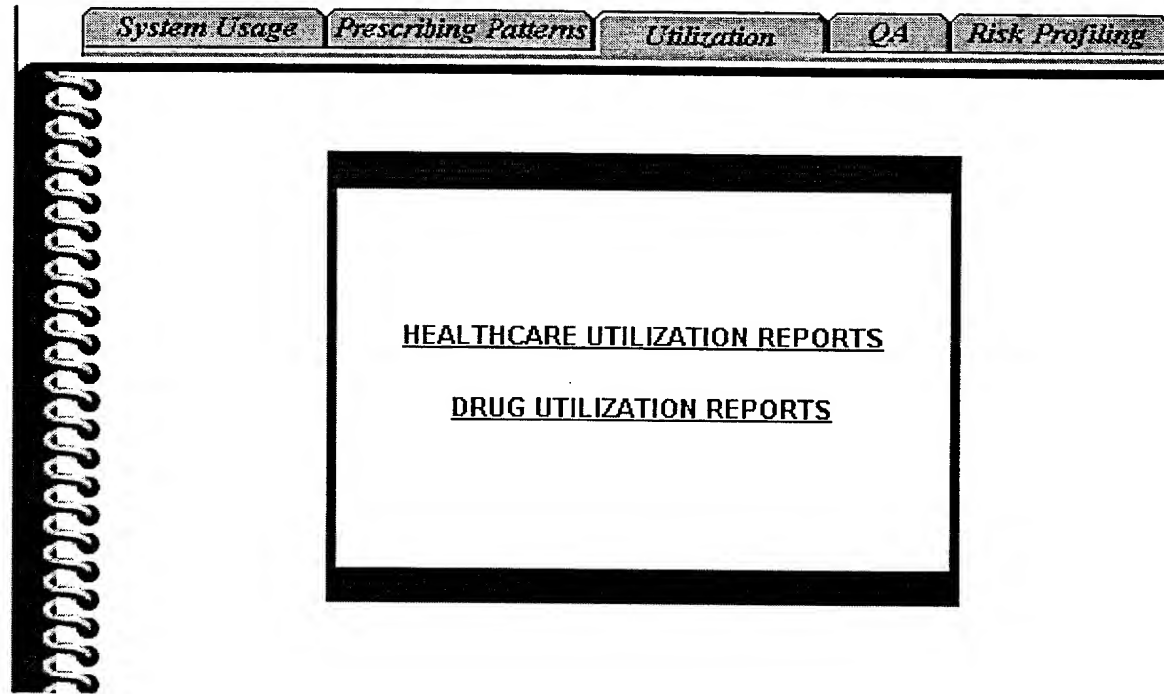 System Usage Prescribing Patterns Utilization QA Risk Profiling
HEALTHCARE UTILIZATION REPORTS
DRUG UTILIZATION REPORTS